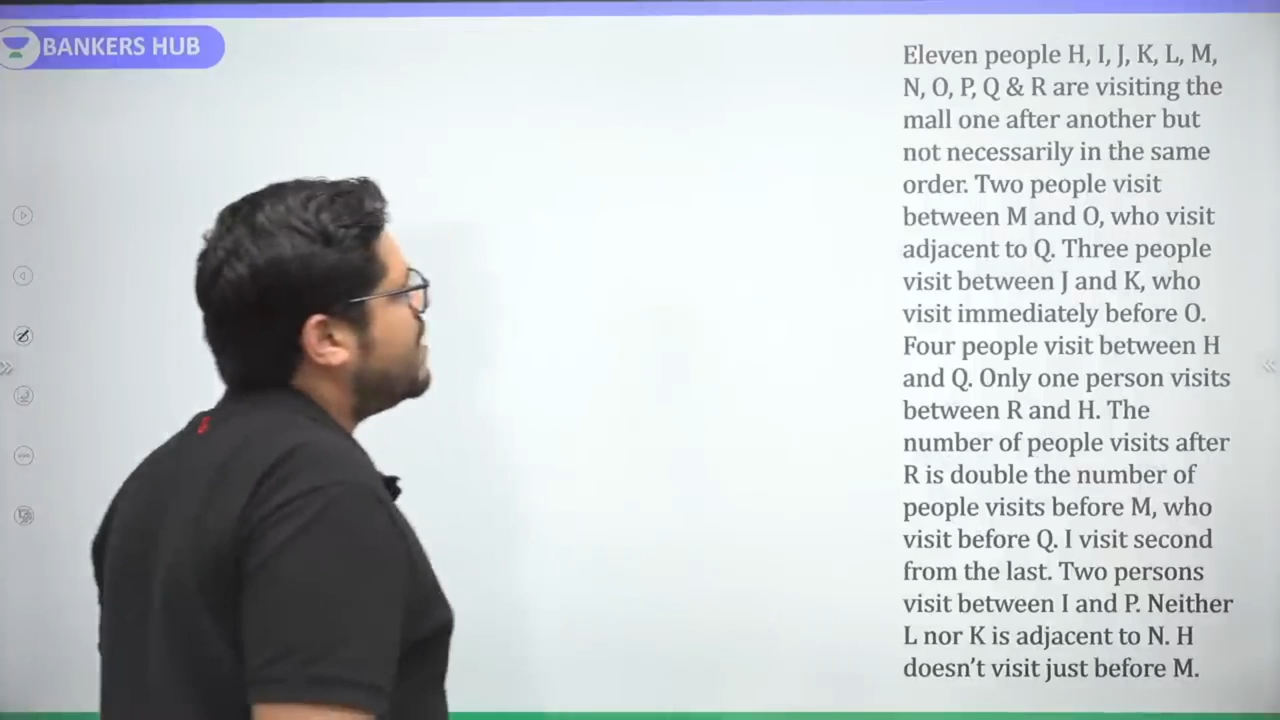 BANKERS HUB
Eleven people H, I, J, K, L, M,
N, O, P, Q & R are visiting the
mall one after another but
not necessarily in the same
order. Two people visit
between M and O, who visit
adjacent to Q. Three people
visit between J and K, who
visit immediately before O.
Four people visit between H
and Q. Only one person visits
between R and H. The
number of people visits after
R is double the number of
people visits before M, who
visit before Q. I visit second
from the last. Two persons
visit between I and P. Neither
L nor K is adjacent to N. H
doesn't visit just before M.